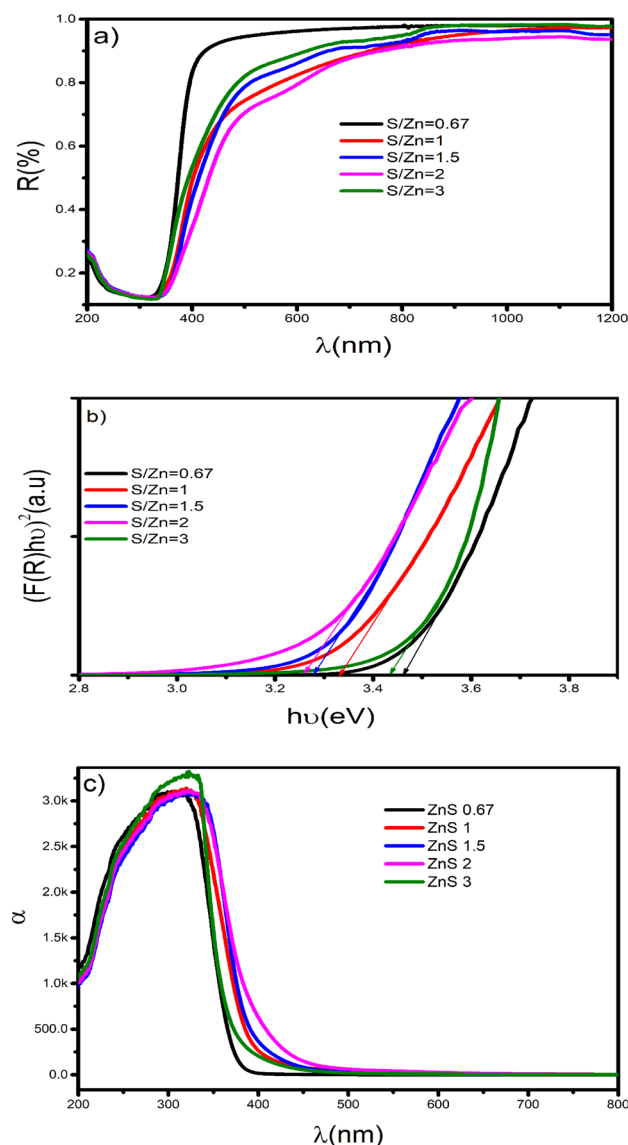 a)
R(%)
1.0
0.8
0.6
0.4
0.2
S/Zn=0.67
S/Zn=1
S/Zn=1.5
S/Zn=2
S/Zn=3
200 400 600 800 1000 1200
λ(nm)
b)
(F(R)hυ)²(a.u)
S/Zn=0.67
S/Zn=1
S/Zn=1.5
S/Zn=2
S/Zn=3
2.8 3.0 3.2 3.4 3.6 3.8
hυ(eV)
c)
α
3.0k
2.5k
2.0k
1.5k
1.0k
500.0
0.0
ZnS 0.67
ZnS 1
ZnS 1.5
ZnS 2
ZnS 3
200 300 400 500 600 700 800
λ(nm)